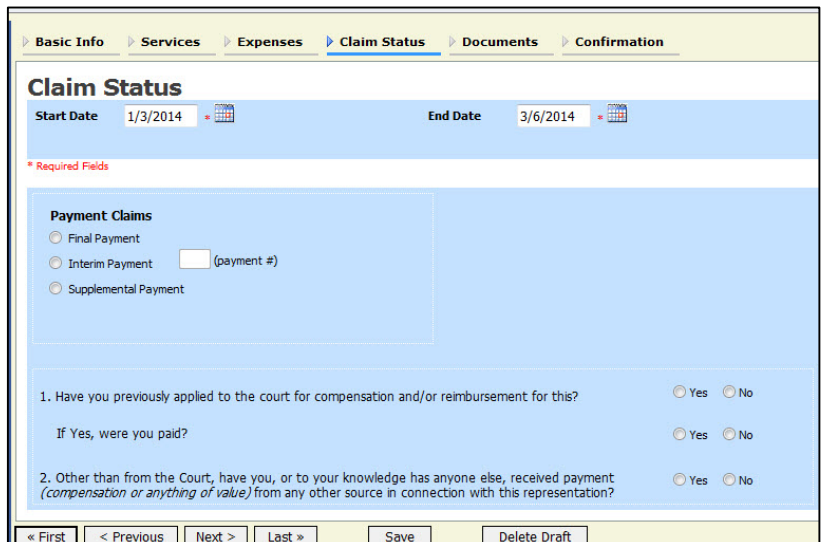 Basic Info Services Expenses Claim Status Documents Confirmation
Claim Status
Start Date 1/3/2014 * End Date 3/6/2014 *
* Required Fields
Payment Claims
Final Payment
Interim Payment (payment #)
Supplemental Payment
1. Have you previously applied to the court for compensation and/or reimbursement for this? Yes No
If Yes, were you paid? Yes No
2. Other than from the Court, have you, or to your knowledge has anyone else, received payment Yes No
(compensation or anything of value) from any other source in connection with this representation?
« First < Previous Next > Last » Save Delete Draft